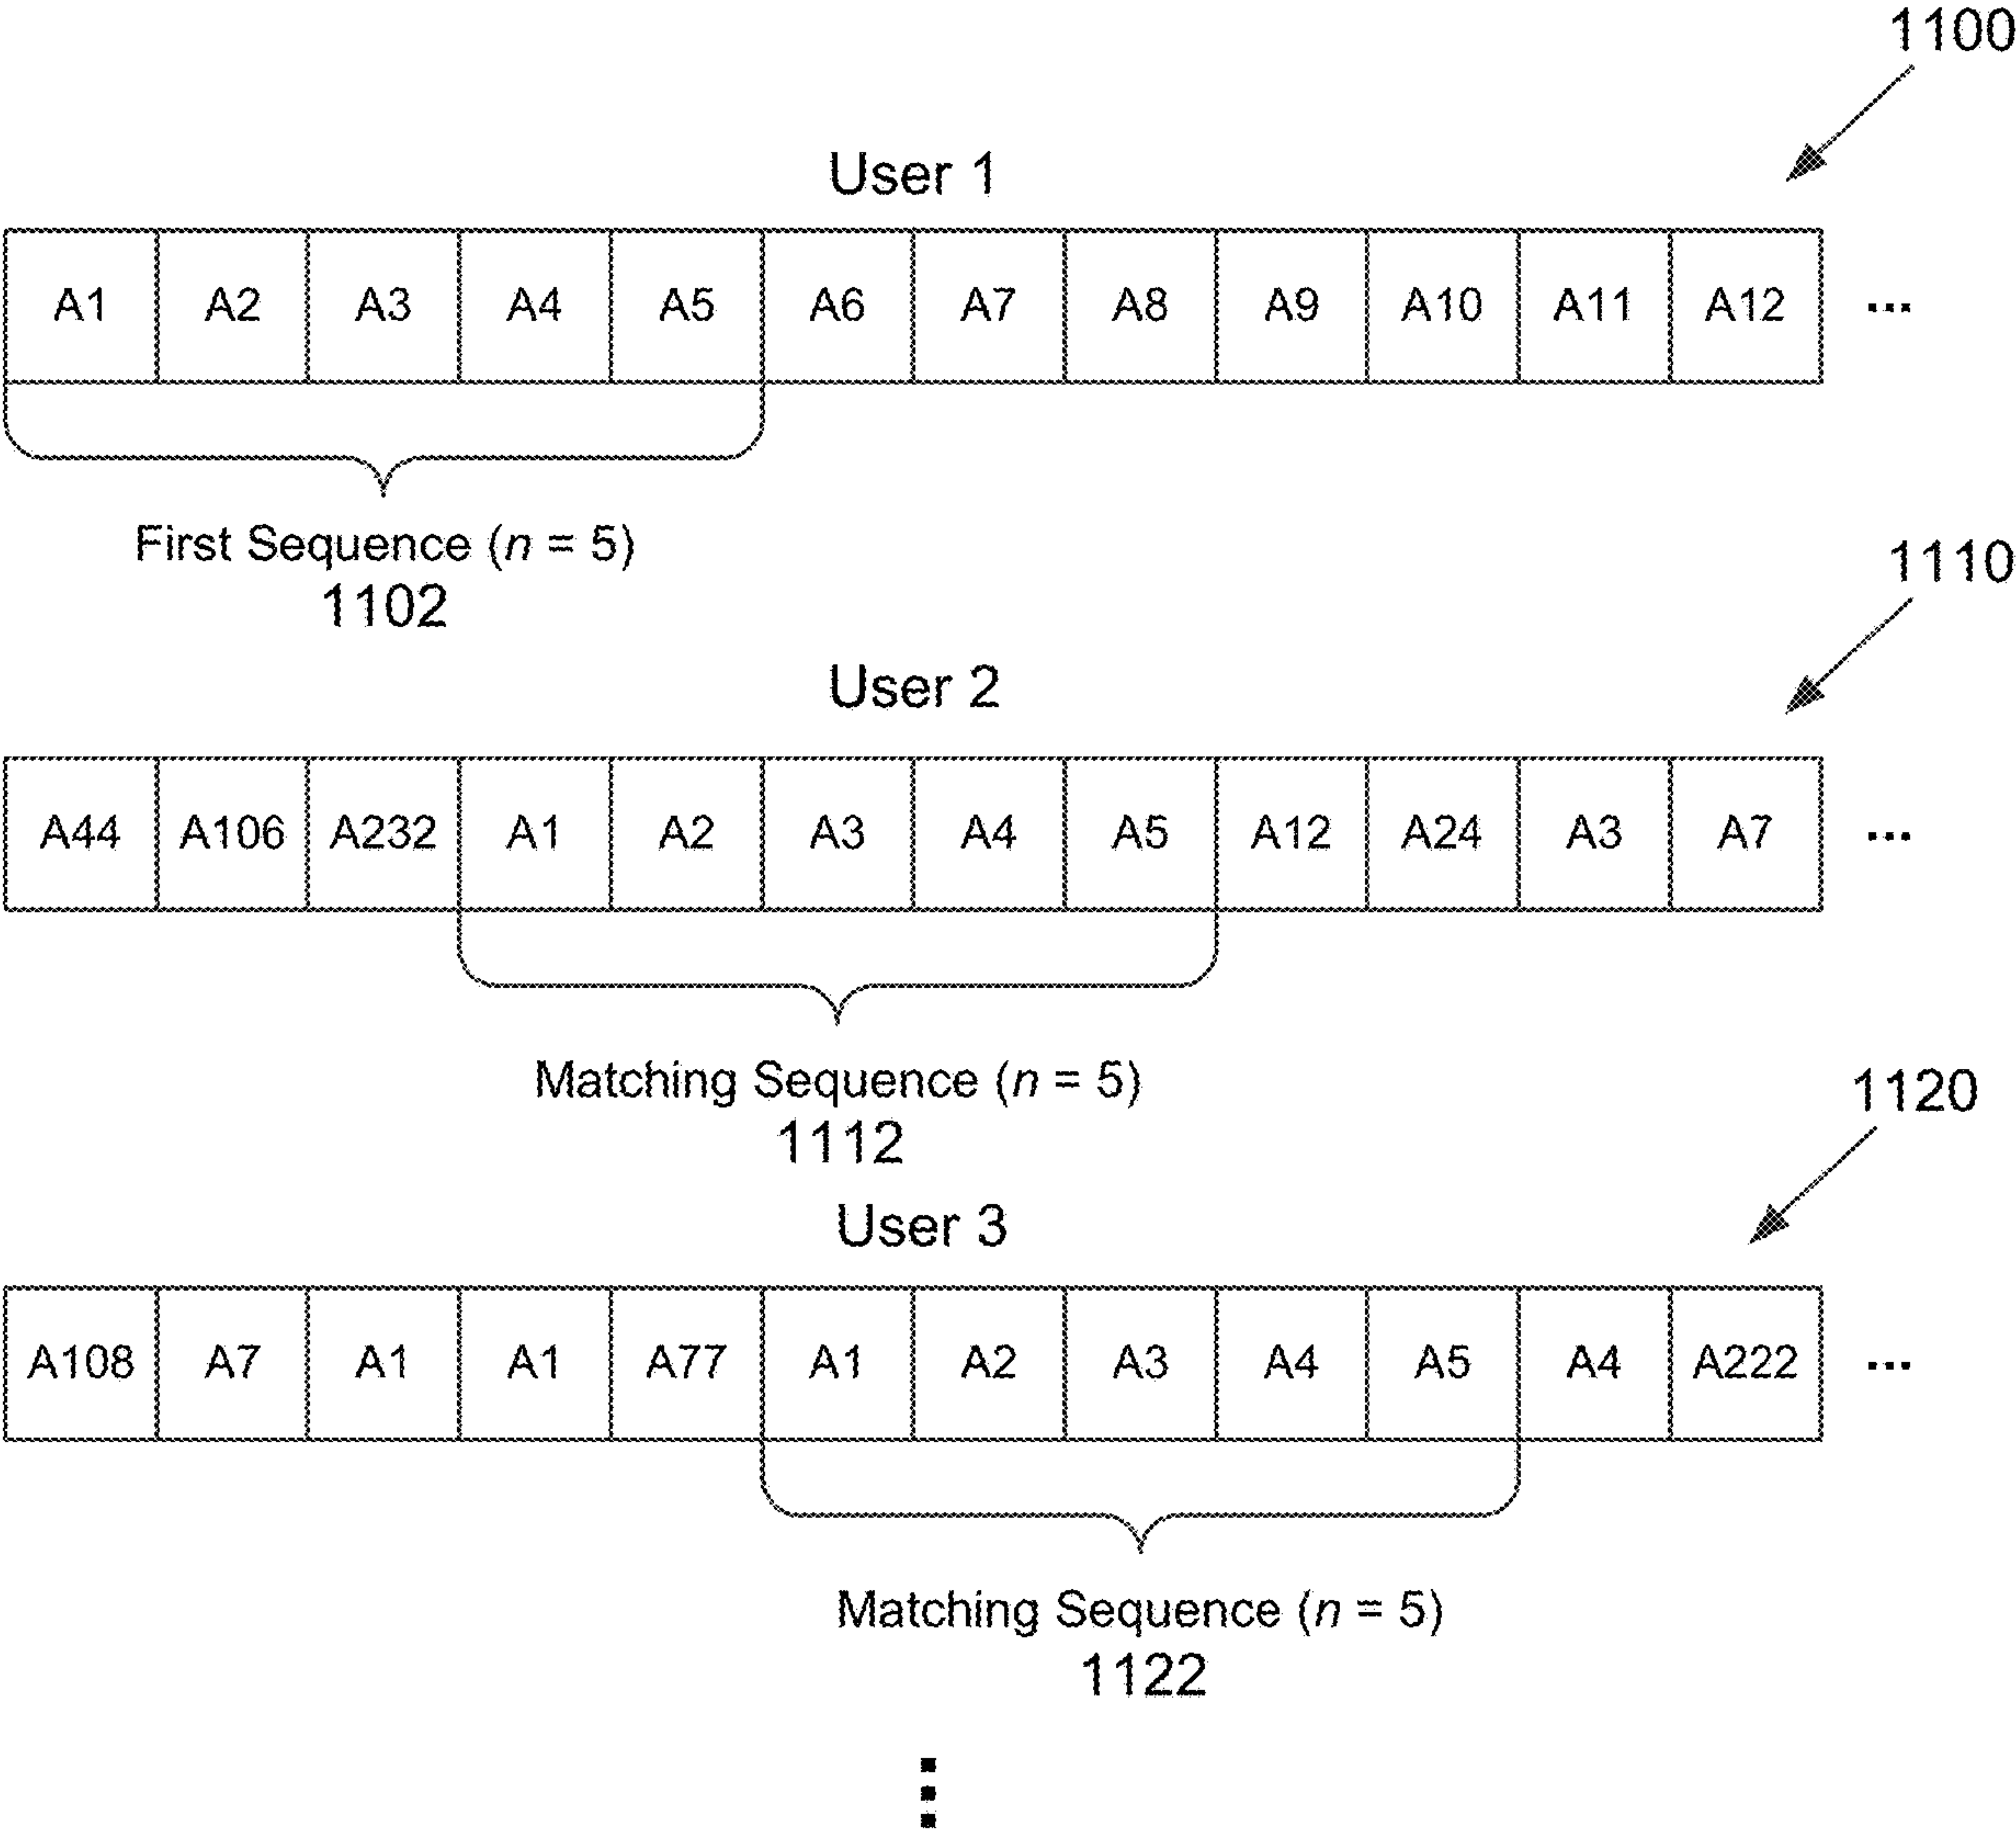 1100
User 1
A1 A2 A3 A4 A5 A6 A7 A8 A9 A10 A11 A12 ...
First Sequence (n = 5)
1102
1110
User 2
A44 A106 A232 A1 A2 A3 A4 A5 A12 A24 A3 A7 ...
Matching Sequence (n = 5)
1112
1120
User 3
A108 A7 A1 A1 A77 A1 A2 A3 A4 A5 A4 A222 ...
Matching Sequence (n = 5)
1122